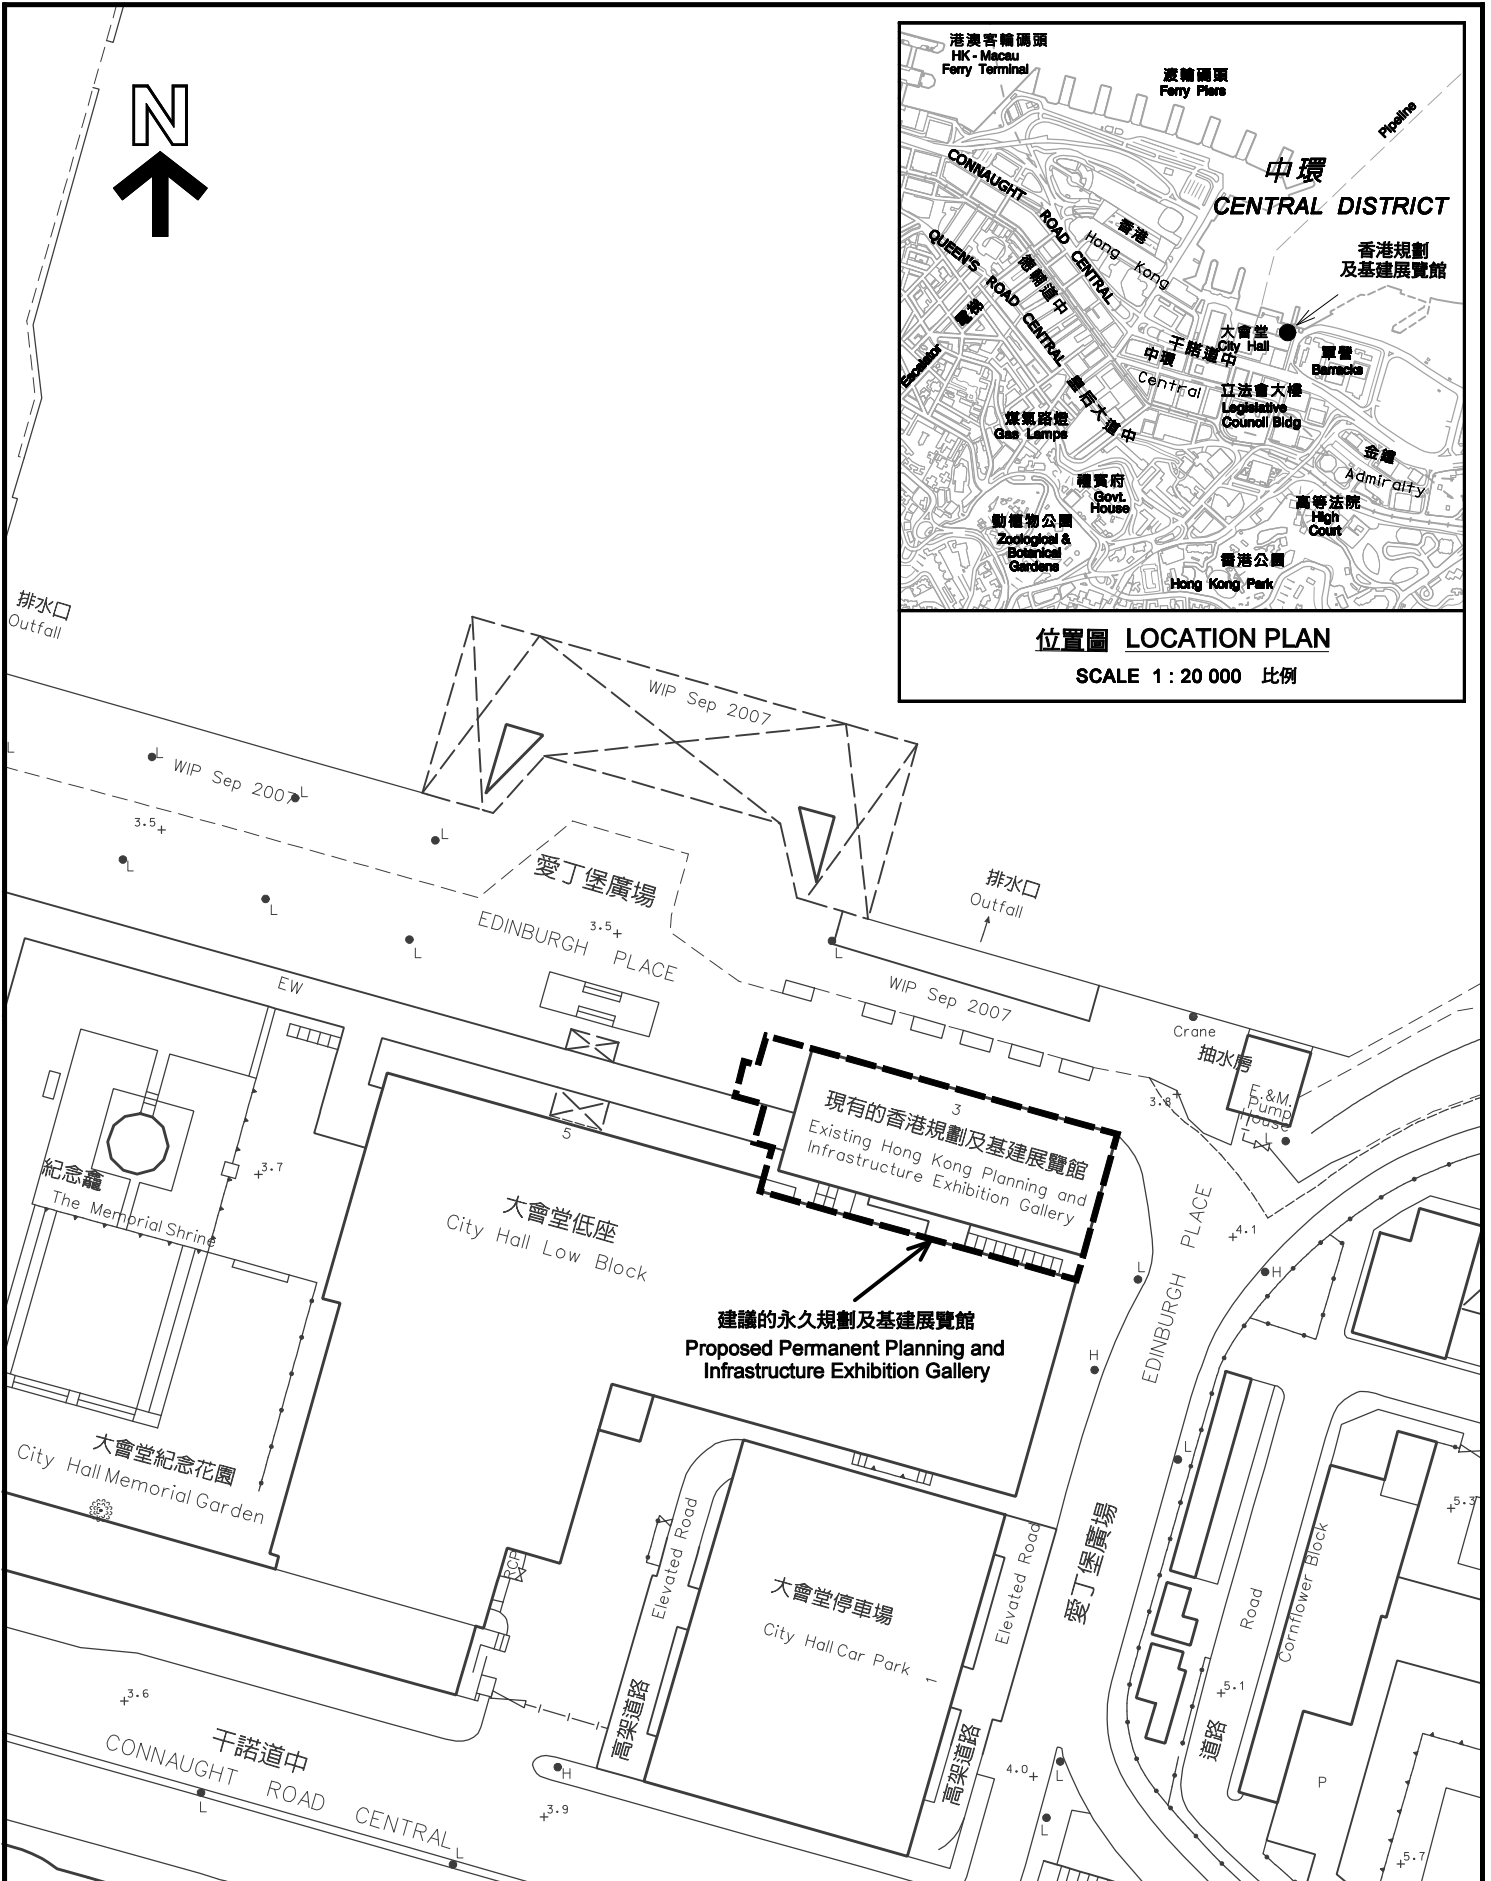 N
港澳客輪碼頭
HK - Macau
Ferry Terminal
渡輪碼頭
Ferry Piers
Pipeline
中環
CENTRAL DISTRICT
香港規劃
及基建展覽館
CONNAUGHT ROAD CENTRAL
QUEEN'S ROAD CENTRAL
德輔道中
香港
Hong Kong
電梯
Escalator
皇后大道中
大會堂
City Hall
干諾道中
中環
Central
軍營
Barracks
立法會大樓
Legislative
Council Bldg
煤氣路燈
Gas Lamps
金鐘
Admiralty
禮賓府
Govt.
House
高等法院
High
Court
動植物公園
Zoological &
Botanical
Gardens
香港公園
Hong Kong Park
位置圖 LOCATION PLAN
SCALE 1 : 20 000 比例
排水口
Outfall
WIP Sep 2007
L
WIP Sep 2007
L
L
3.5
L
L
L
L
愛丁堡廣場
3.5
EDINBURGH PLACE
排水口
Outfall
L
WIP Sep 2007
EW
Crane
抽水房
E.&M.
Pump
House
L
3.8
3
現有的香港規劃及基建展覽館
Existing Hong Kong Planning and
Infrastructure Exhibition Gallery
5
3.7
紀念龕
The Memorial Shrine
大會堂低座
City Hall Low Block
建議的永久規劃及基建展覽館
Proposed Permanent Planning and
Infrastructure Exhibition Gallery
EDINBURGH PLACE
4.1
H
L
H
L
大會堂紀念花園
City Hall Memorial Garden
RCP
Elevated Road
高架道路
大會堂停車場
City Hall Car Park
1
Elevated Road
高架道路
愛丁堡廣場
Road
道路
Cornflower Block
5.3
5.1
P
5.7
4.0
L
L
3.6
干諾道中
CONNAUGHT ROAD CENTRAL
L
L
H
3.9